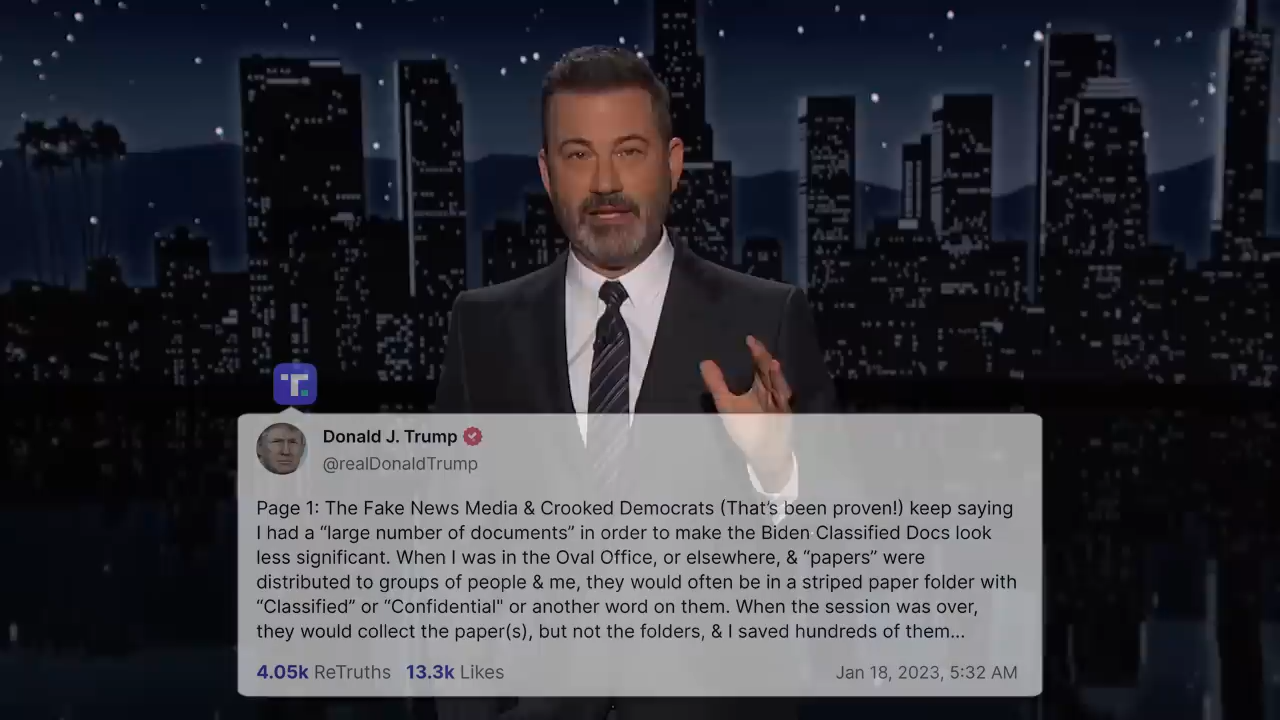 T.
Donald J. Trump
@realDonaldTrump
Page 1: The Fake News Media & Crooked Democrats (That’s been proven!) keep saying
I had a “large number of documents” in order to make the Biden Classified Docs look
less significant. When I was in the Oval Office, or elsewhere, & “papers” were
distributed to groups of people & me, they would often be in a striped paper folder with
“Classified” or “Confidential" or another word on them. When the session was over,
they would collect the paper(s), but not the folders, & I saved hundreds of them...
4.05k ReTruths 13.3k Likes Jan 18, 2023, 5:32 AM